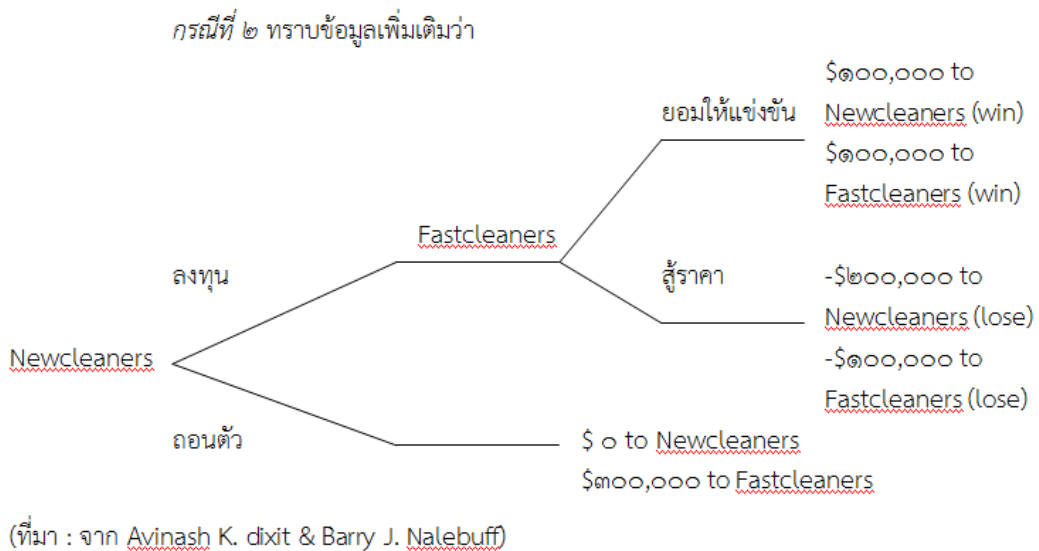 กรณีที่ ๒ ทราบข้อมูลเพิ่มเติมว่า
$๑๐๐,๐๐๐ to
ยอมให้แข่งขัน
Newcleaners (win)
$๑๐๐,๐๐๐ to
Fastcleaners (win)
Fastcleaners
ลงทุน
สู้ราคา
-$๒๐๐,๐๐๐ to
Newcleaners (lose)
Newcleaners
-$๑๐๐,๐๐๐ to
Fastcleaners (lose)
ถอนตัว
$ ๐ to Newcleaners
$๓๐๐,๐๐๐ to Fastcleaners
(ที่มา : จาก Avinash K. dixit & Barry J. Nalebuff)